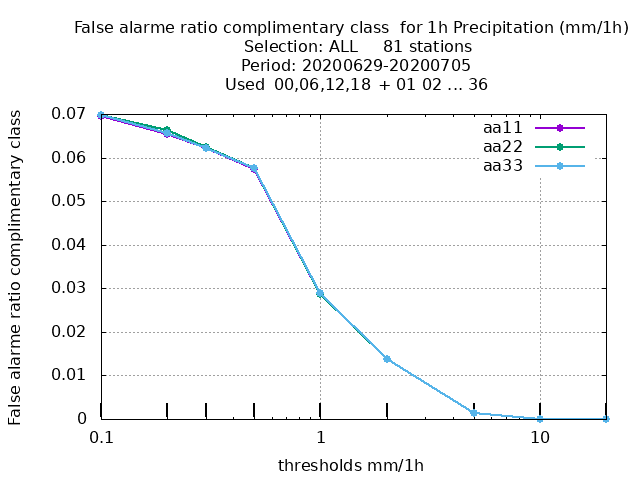 False alarme ratio complimentary class  for 1h Precipitation (mm/1h)
Selection: ALL     81 stations
Period: 20200629-20200705
Used  00,06,12,18 + 01 02 ... 36
False alarme ratio complimentary class
0.07
0.06
0.05
0.04
0.03
0.02
0.01
0
aa11
aa22
aa33
0.1
1
10
thresholds mm/1h